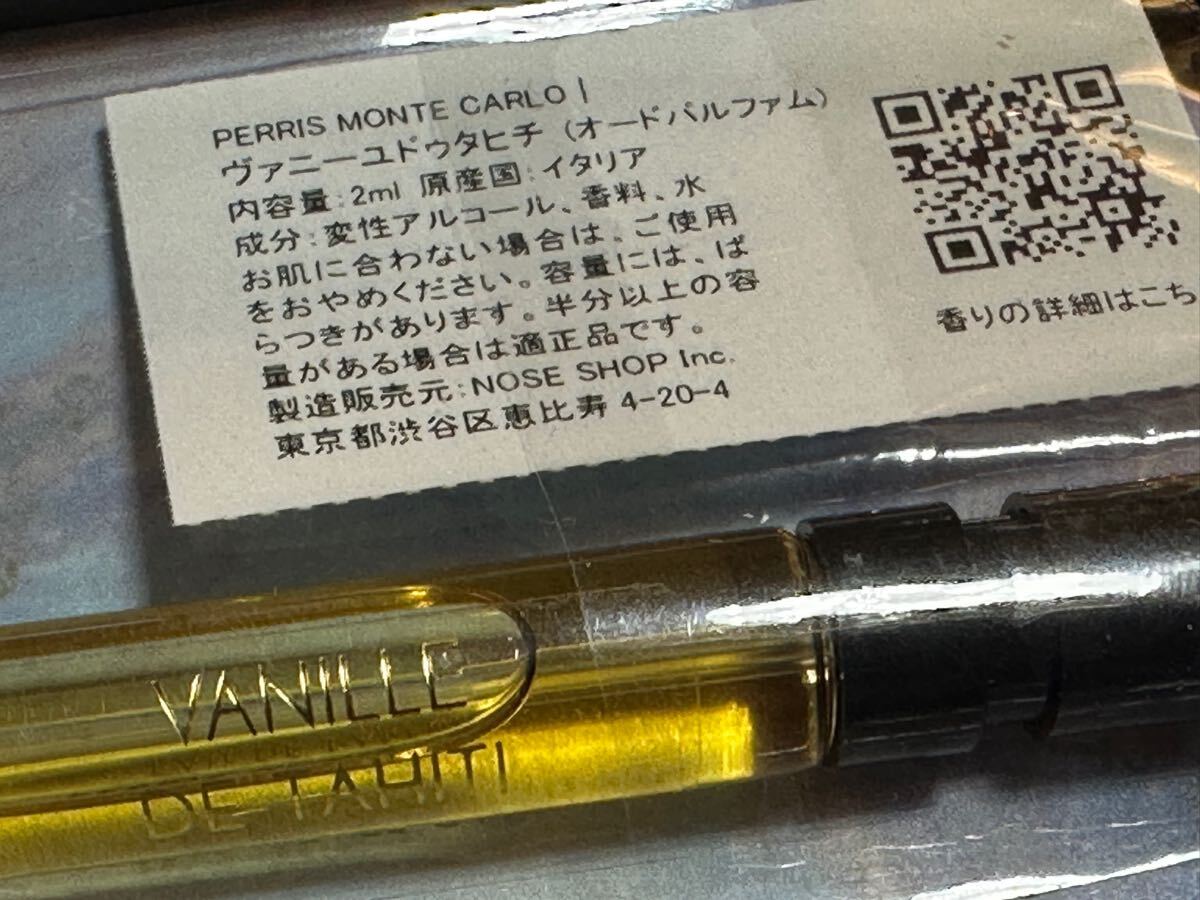 PERRIS MONTE CARLO |
ヴァニーユドゥタヒチ (オードパルファム)
内容量:2ml 原産国:イタリア
成分:変性アルコール、香料、水
お肌に合わない場合は、ご使用
をおやめください。容量には、ば
らつきがあります。半分以上の容
量がある場合は適正品です。
製造販売元:NOSE SHOP Inc.
東京都渋谷区恵比寿 4-20-4
香りの詳細はこち
VANILLE
DE TAHITI